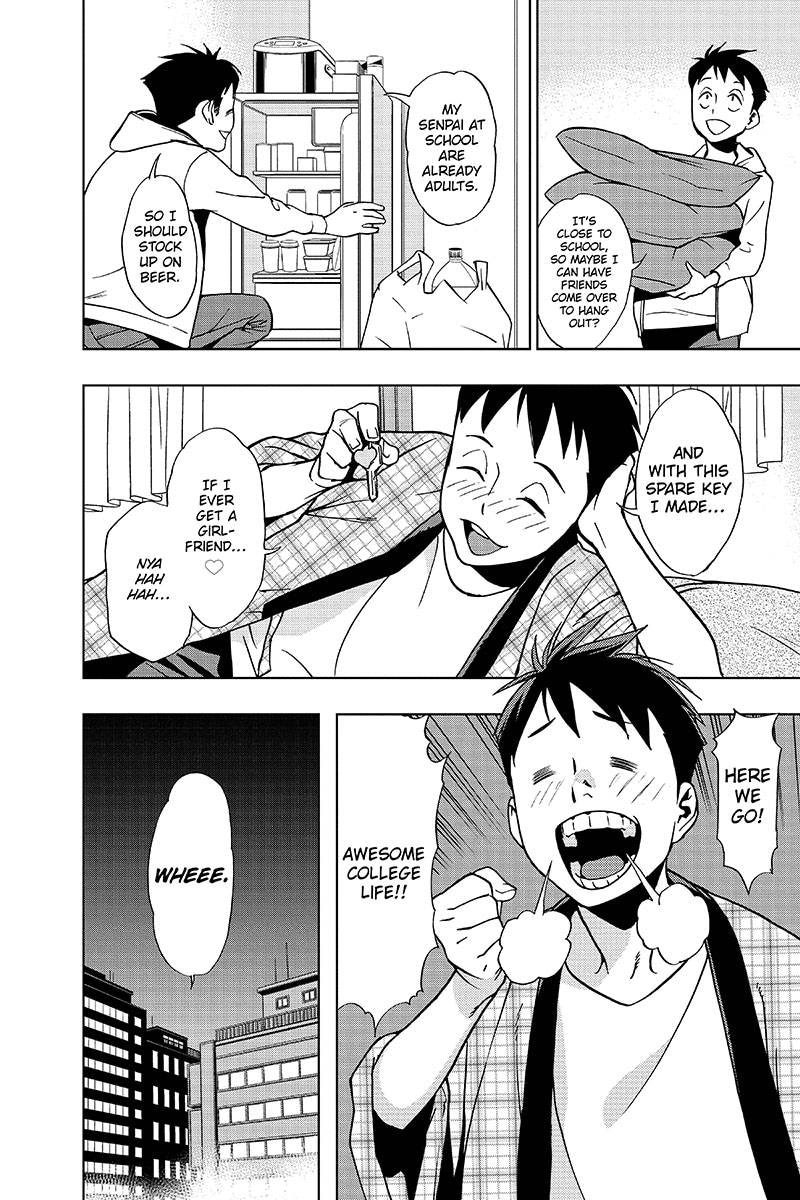 IT'S
CLOSE TO
SCHOOL,
SO MAYBE I
CAN HAVE
FRIENDS
COME OVER
TO HANG
OUT?
MY
SENPAI AT
SCHOOL
ARE
ALREADY
ADULTS.
SO I
SHOULD
STOCK
UP ON
BEER.
AND
WITH THIS
SPARE KEY
I MADE...
IF I
EVER
GET A
GIRL-
FRIEND...
♡
NYA
HAH
HAH...
HERE
WE
GO!
AWESOME
COLLEGE
LIFE!!
WHEEE.